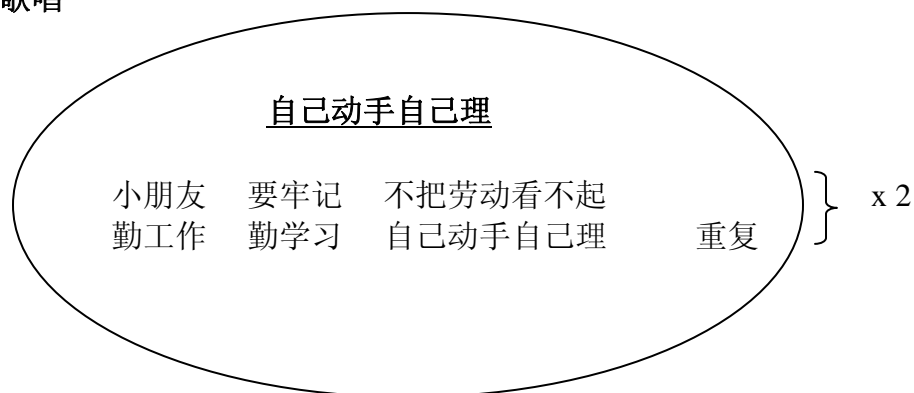 歌唱
自己动手自己理
小朋友 要牢记 不把劳动看不起
勤工作 勤学习 自己动手自己理 重复
x 2